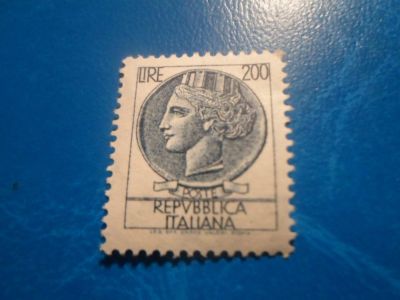 LIRE 200
POSTE
REPVBBLICA
ITALIANA